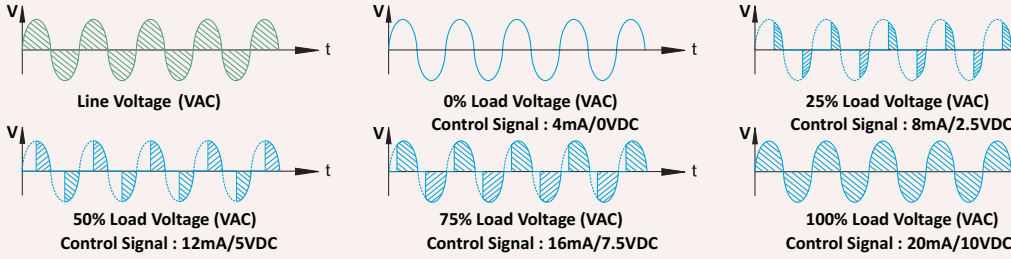 V
t
Line Voltage (VAC)
V
t
0% Load Voltage (VAC)
Control Signal : 4mA/0VDC
V
25% Load Voltage (VAC)
Control Signal : 8mA/2.5VDC
V
t
50% Load Voltage (VAC)
Control Signal : 12mA/5VDC
V
t
75% Load Voltage (VAC)
Control Signal : 16mA/7.5VDC
V
100% Load Voltage (VAC)
Control Signal : 20mA/10VDC